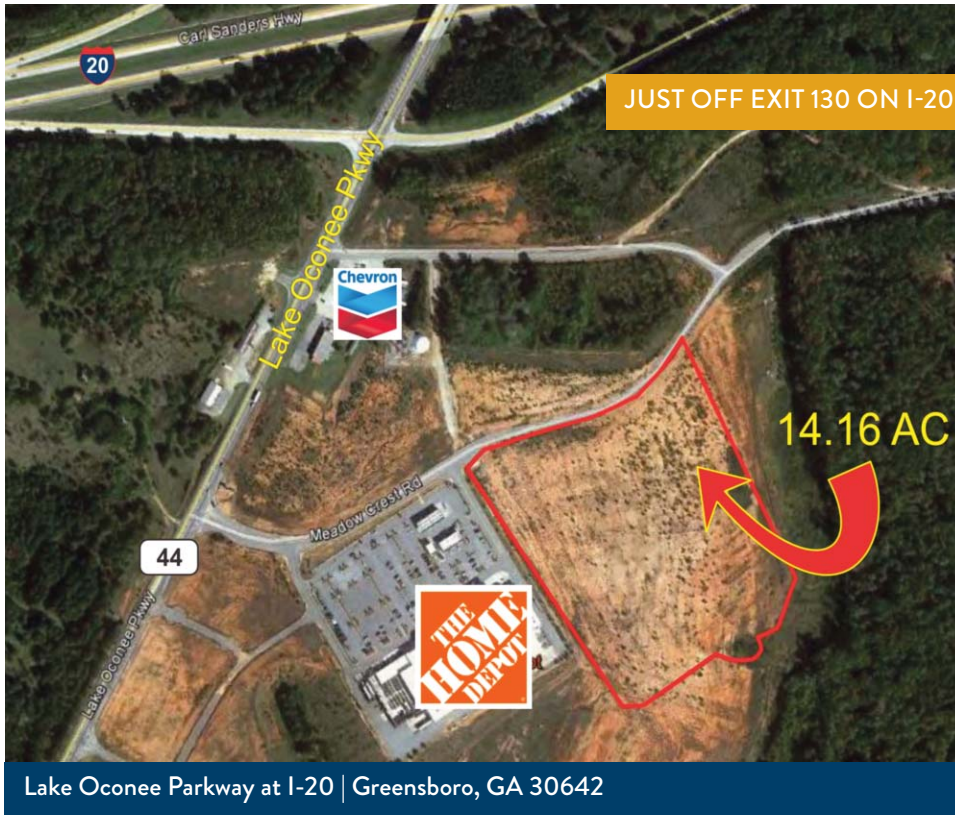 Carl Sanders Hwy
20
JUST OFF EXIT 130 ON I-20
Lake Oconee Pkwy
Chevron
14.16 AC
Meadow Crest Rd
44
THE
HOME
DEPOT
Lake Oconee Pkwy
Lake Oconee Parkway at I-20 | Greensboro, GA 30642